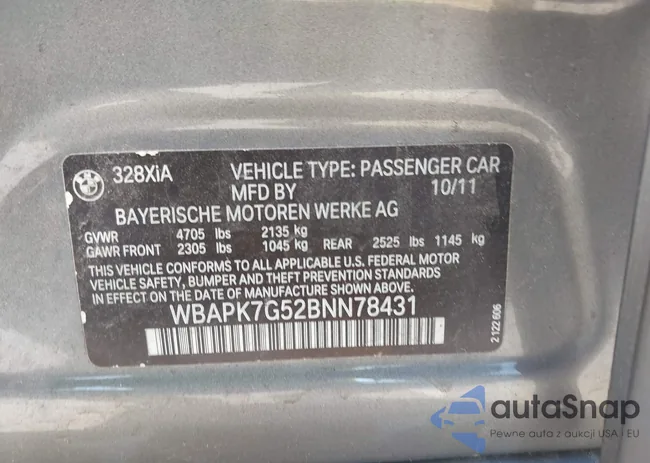 328XiA VEHICLE TYPE: PASSENGER CAR
MFD BY 10/11
BAYERISCHE MOTOREN WERKE AG
GVWR 4705 lbs 2135 kg
GAWR FRONT 2305 lbs 1045 kg REAR 2525 lbs 1145 kg
THIS VEHICLE CONFORMS TO ALL APPLICABLE U.S. FEDERAL MOTOR
VEHICLE SAFETY, BUMPER AND THEFT PREVENTION STANDARDS
IN EFFECT ON THE DATE OF MANUFACTURE SHOWN ABOVE.
WBAPK7G52BNN78431
2 122 606
autaSnap
Pewne auta z aukcji USA i EU